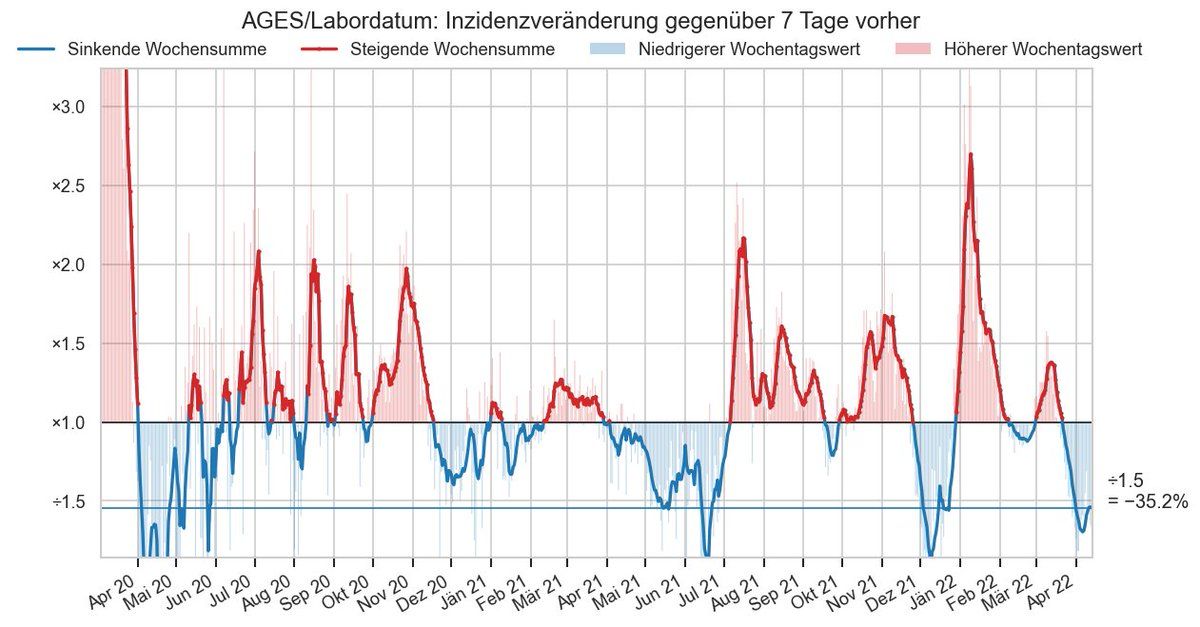 AGES/Labordatum: Inzidenzveränderung gegenüber 7 Tage vorher
Sinkende Wochensumme Steigende Wochensumme Niedrigerer Wochentagswert Höherer Wochentagswert
×3.0
×2.5
×2.0
×1.5
×1.0
÷1.5
÷1.5
= −35.2%
Apr 20 Mai 20 Jun 20 Jul 20 Aug 20 Sep 20 Okt 20 Nov 20 Dez 20 Jän 21 Feb 21 Mär 21 Apr 21 Mai 21 Jun 21 Jul 21 Aug 21 Sep 21 Okt 21 Nov 21 Dez 21 Jän 22 Feb 22 Mär 22 Apr 22